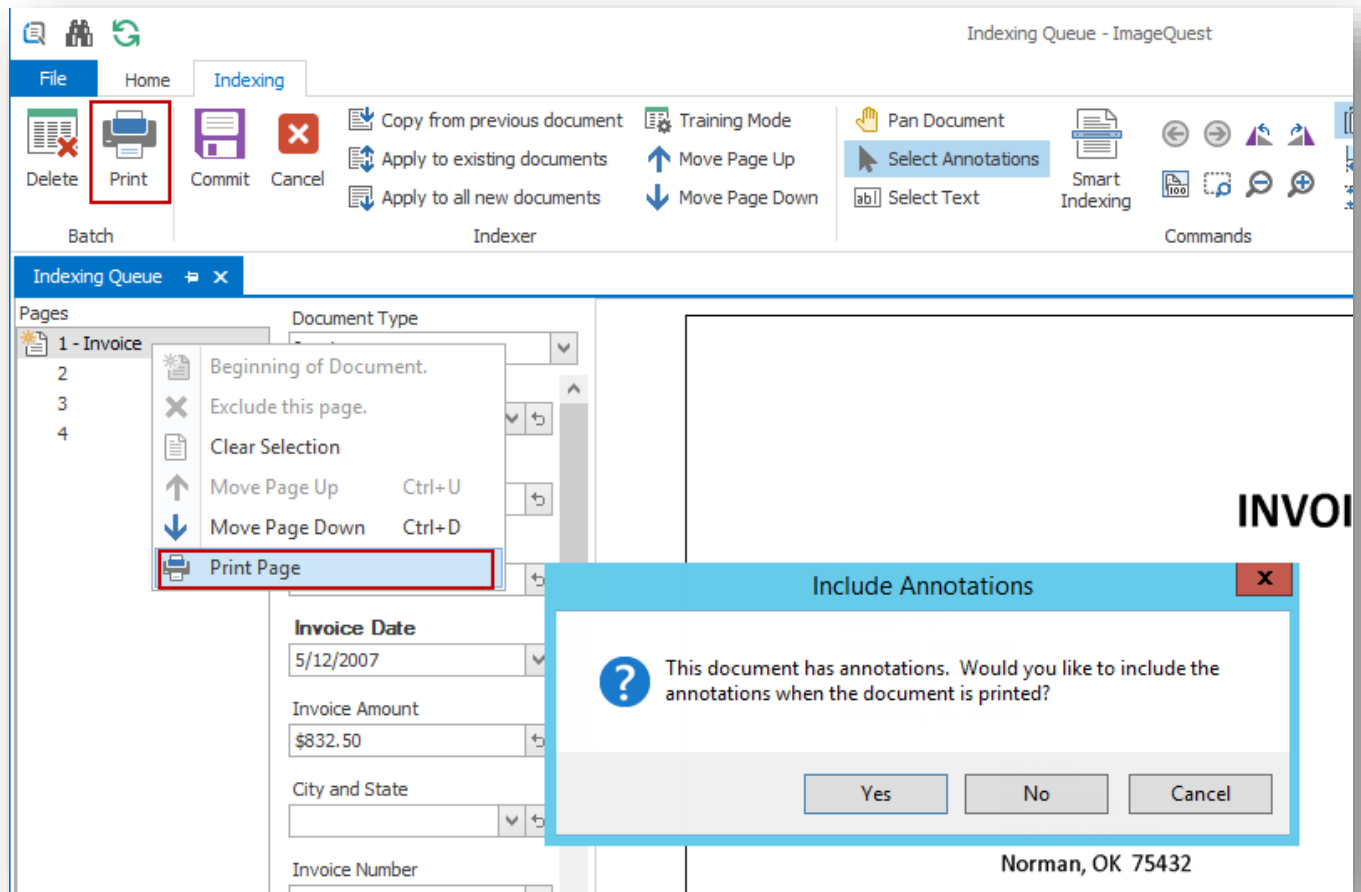 Indexing Queue - ImageQuest
File Home Indexing
Delete
Print
Commit
Cancel
Copy from previous document
Apply to existing documents
Apply to all new documents
Training Mode
Move Page Up
Move Page Down
Pan Document
Select Annotations
ab Select Text
Smart
Indexing
100
Batch
Indexer
Commands
Indexing Queue
Pages
1 - Invoice
2
3
4
Beginning of Document.
Exclude this page.
Clear Selection
Move Page Up Ctrl+U
Move Page Down Ctrl+D
Print Page
Document Type
Invoice Date
5/12/2007
Invoice Amount
$832.50
City and State
Invoice Number
INVOI
Include Annotations
x
This document has annotations. Would you like to include the
annotations when the document is printed?
Yes
No
Cancel
Norman, OK 75432